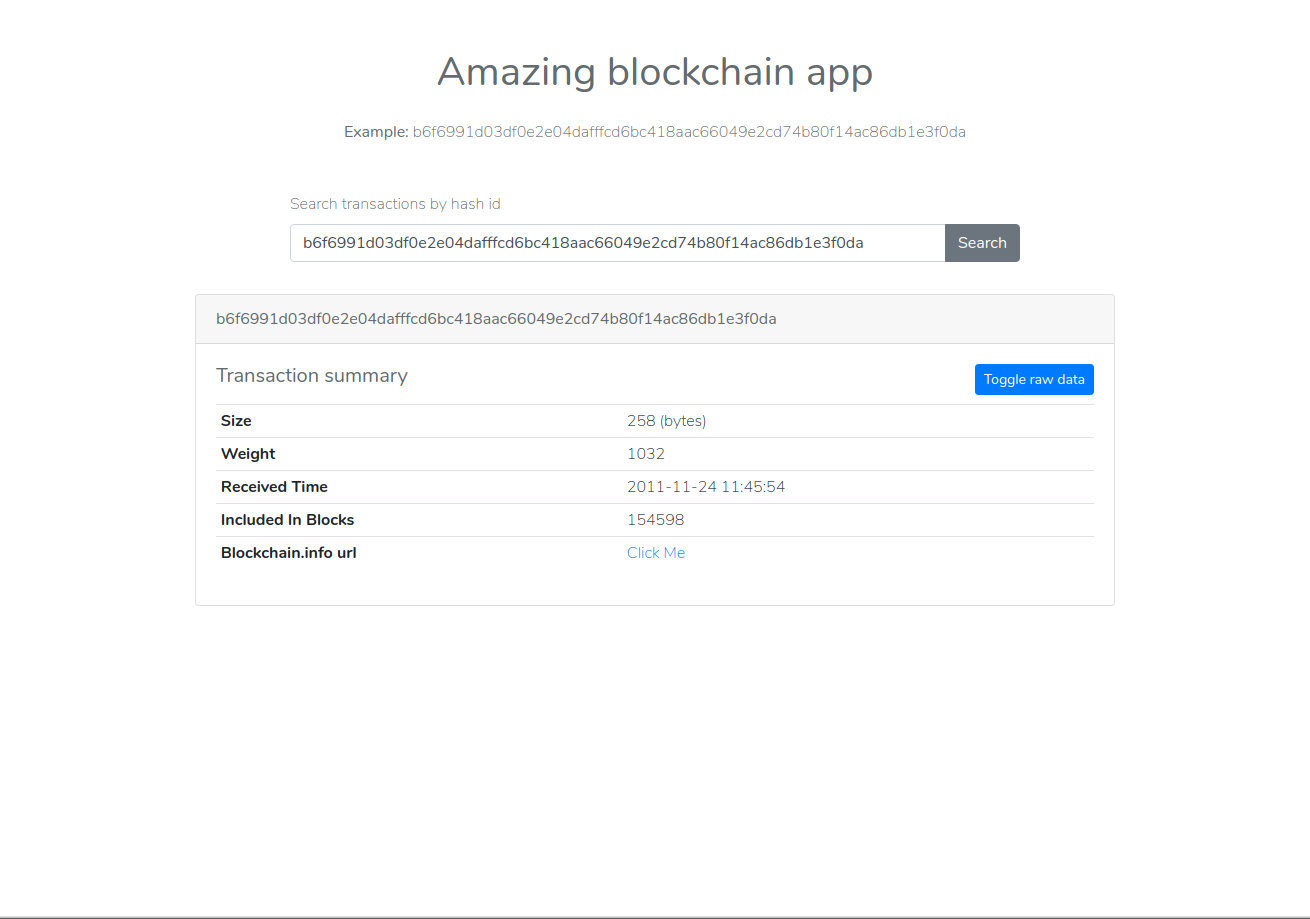 Amazing blockchain app
Example: b6f6991d03df0e2e04dafffcd6bc418aac66049e2cd74b80f14ac86db1e3f0da
Search transactions by hash id
b6f6991d03df0e2e04dafffcd6bc418aac66049e2cd74b80f14ac86db1e3f0da Search
b6f6991d03df0e2e04dafffcd6bc418aac66049e2cd74b80f14ac86db1e3f0da
Transaction summary Toggle raw data
Size 258 (bytes)
Weight 1032
Received Time 2011-11-24 11:45:54
Included In Blocks 154598
Blockchain.info url Click Me